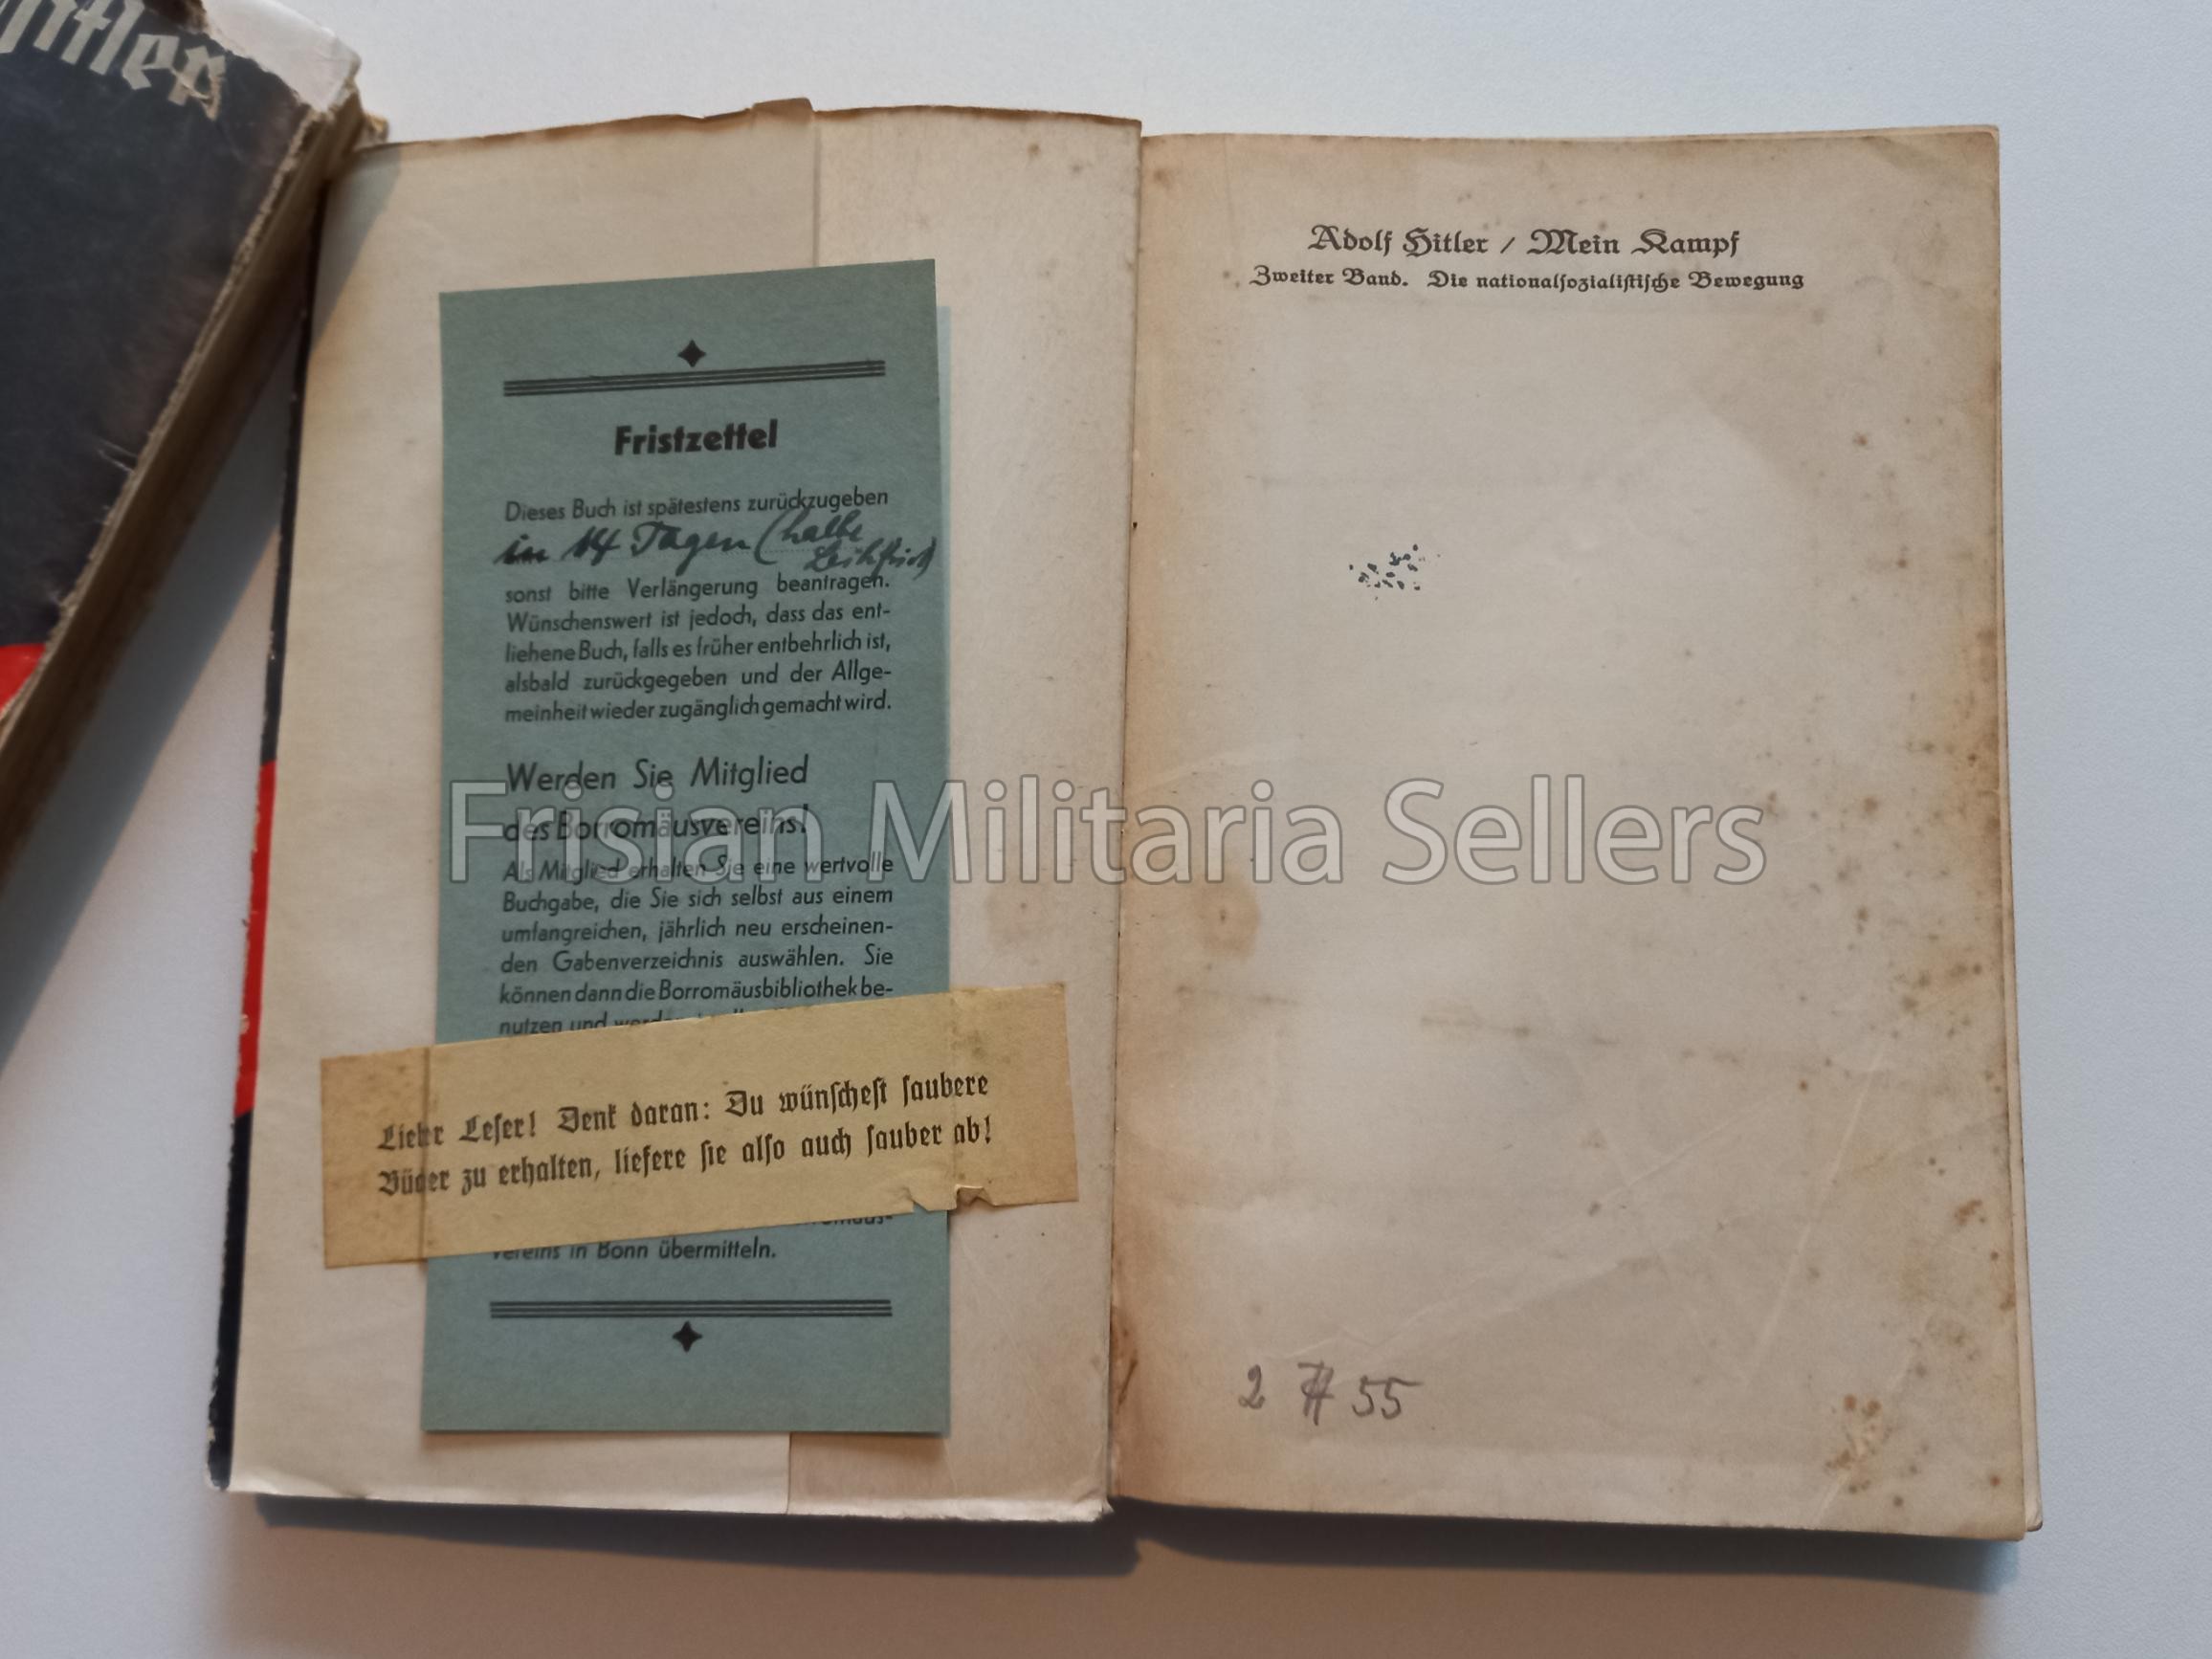 Hitler
Fristzettel
Dieses Buch ist spätestens zurückzugeben
in 14 Tagen (halbe
Leihfrist)
sonst bitte Verlängerung beantragen.
Wünschenswert ist jedoch, dass das ent-
liehene Buch, falls es früher entbehrlich ist,
alsbald zurückgegeben und der Allge-
meinheit wieder zugänglich gemacht wird.
Werden Sie Mitglied
des Borromäusvereins!
Als Mitglied erhalten Sie eine wertvolle
Buchgabe, die Sie sich selbst aus einem
umfangreichen, jährlich neu erscheinen-
den Gabenverzeichnis auswählen. Sie
können dann die Borromäusbibliothek be-
nutzen und
Lieber Leser! Denk daran: Du wünschest saubere
Bücher zu erhalten, liefere sie also auch sauber ab!
vereins in Bonn übermitteln.
Adolf Hitler / Mein Kampf
Zweiter Band. Die nationalsozialistische Bewegung
2 55
Frisian Militaria Sellers